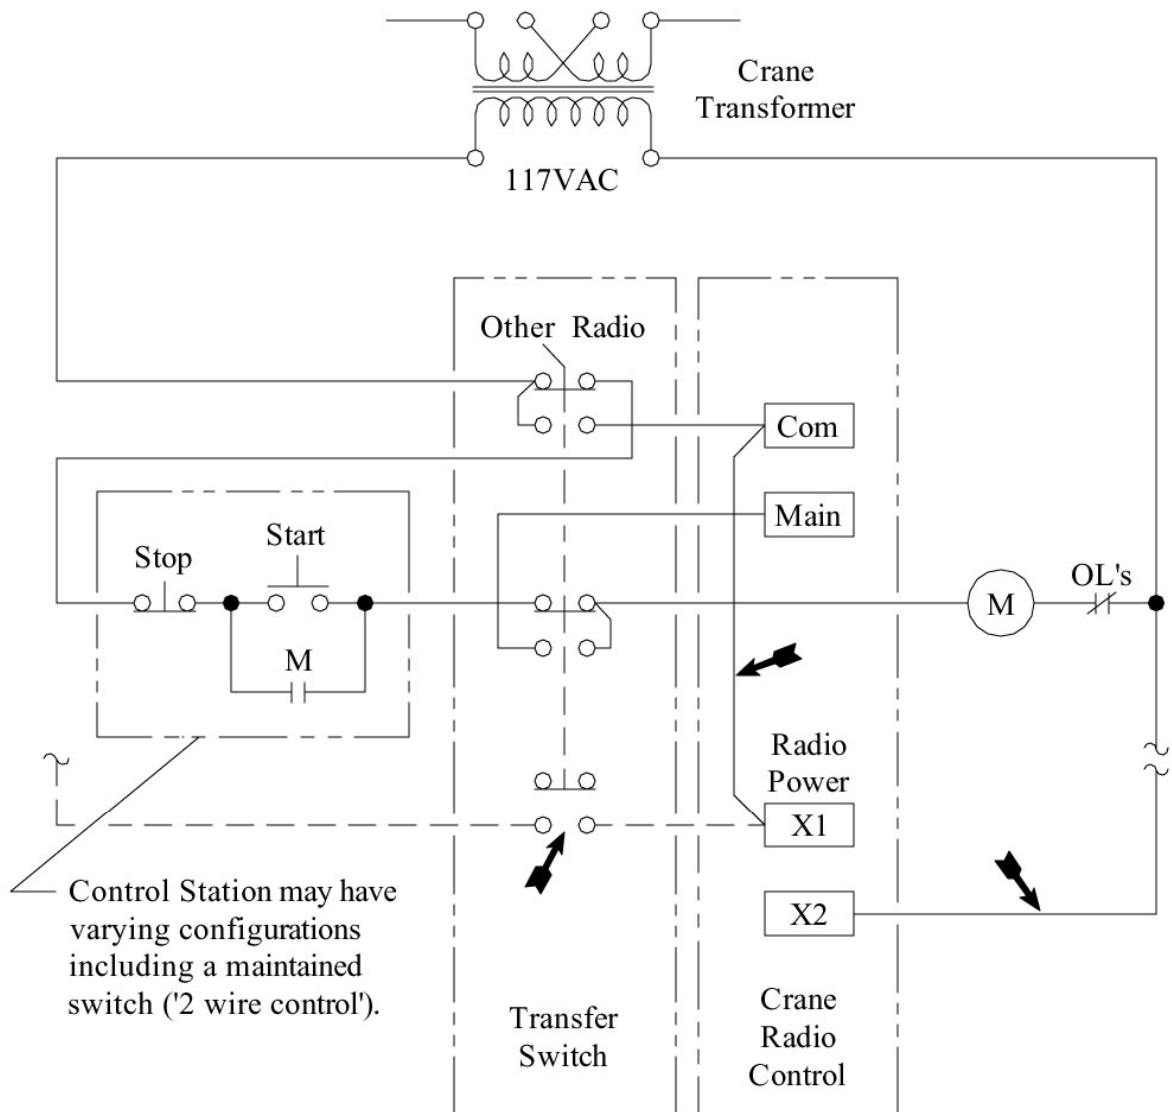 Crane
Transformer
117VAC
Other Radio
Com
Main
Start
Stop
OL's
M
M
Radio
Power
X1
X2
Control Station may have
varying configurations
including a maintained
switch ('2 wire control').
Transfer
Switch
Crane
Radio
Control